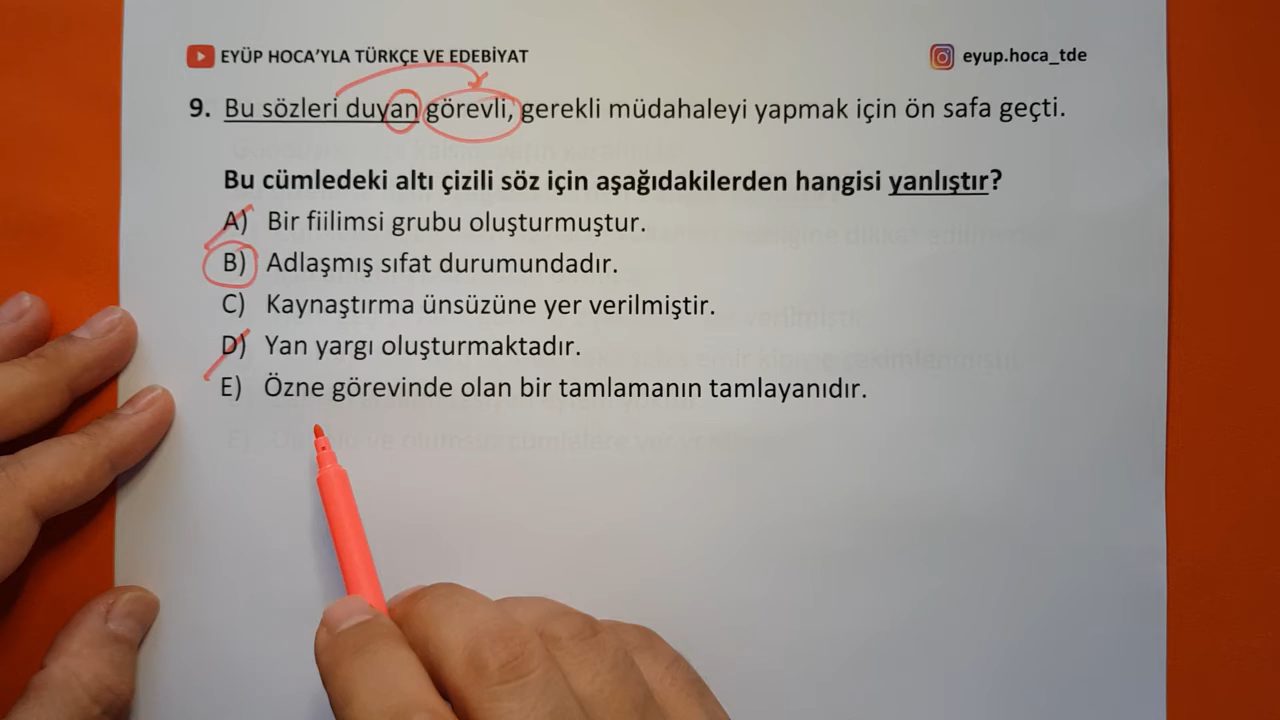 EYÜP HOCA'YLA TÜRKÇE VE EDEBİYAT
eyup.hoca_tde
9. Bu sözleri duyan görevli, gerekli müdahaleyi yapmak için ön safa geçti.
Bu cümledeki altı çizili söz için aşağıdakilerden hangisi yanlıştır?
A) Bir fiilimsi grubu oluşturmuştur.
B) Adlaşmış sıfat durumundadır.
C) Kaynaştırma ünsüzüne yer verilmiştir.
D) Yan yargı oluşturmaktadır.
E) Özne görevinde olan bir tamlamanın tamlayanıdır.